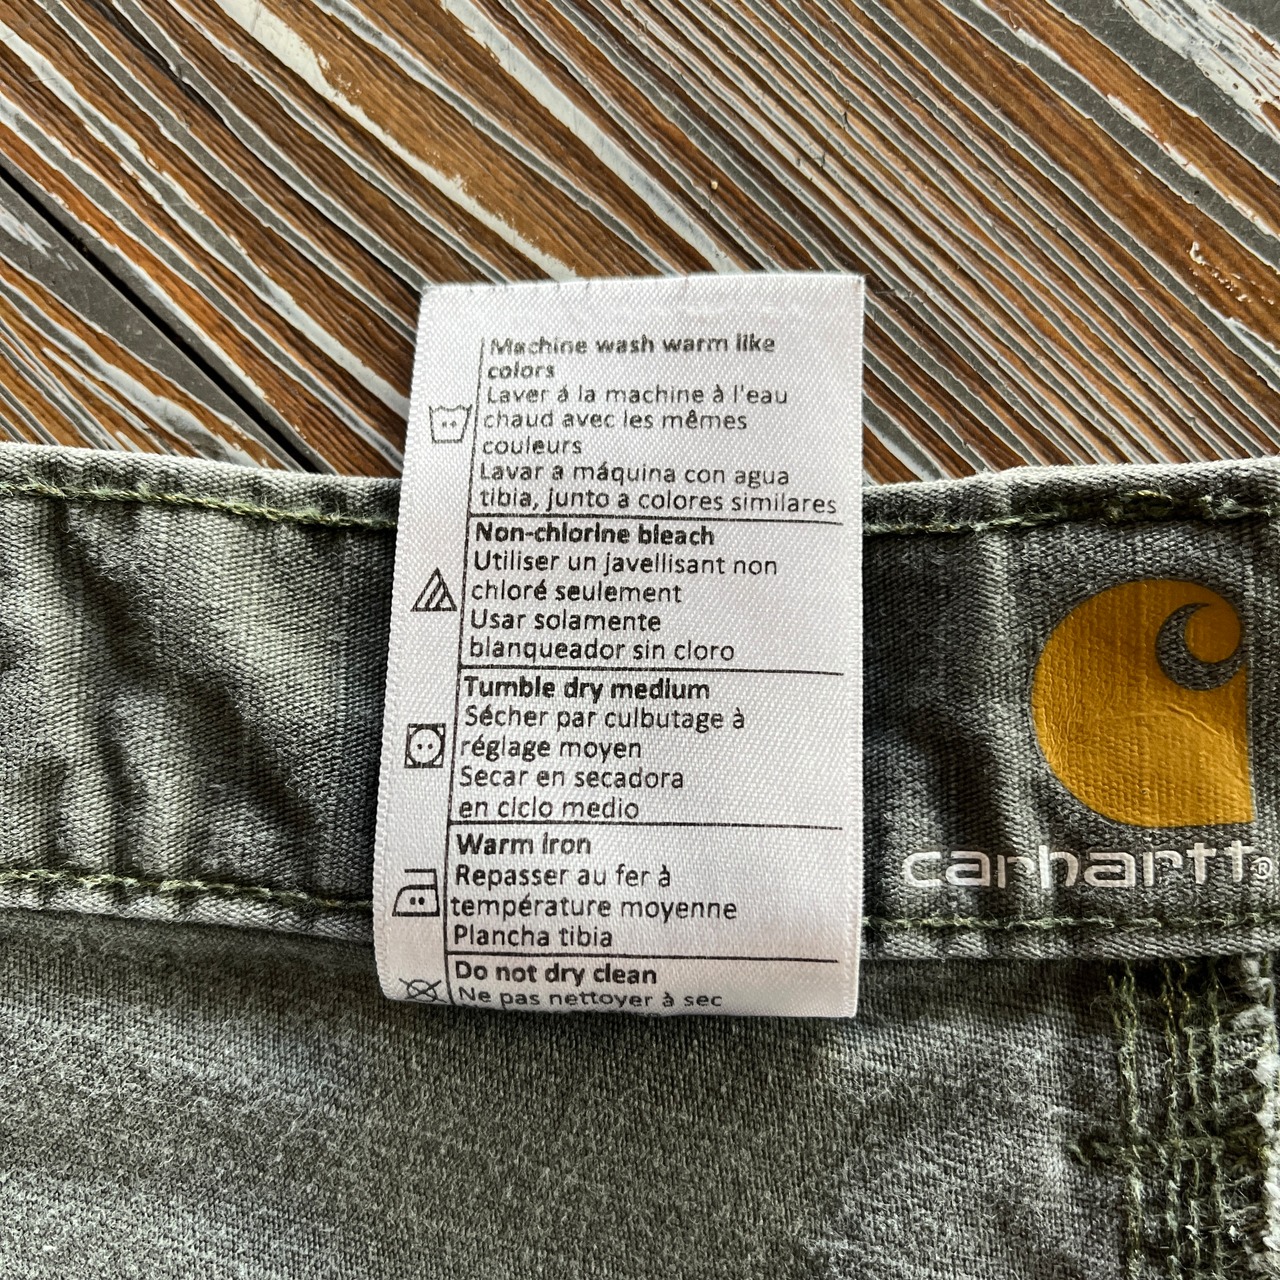 Machine wash warm like
colors
Laver á la machine à l'eau
chaud avec les mêmes
couleurs
Lavar a máquina con agua
tibia, junto a colores similares
Non-chlorine bleach
Utiliser un javellisant non
chloré seulement
Usar solamente
blanqueador sin cloro
Tumble dry medium
Sécher par culbutage à
réglage moyen
Secar en secadora
en ciclo medio
Warm iron
Repasser au fer à
température moyenne
Plancha tibia
Do not dry clean
Ne pas nettoyer à sec
carhartt®